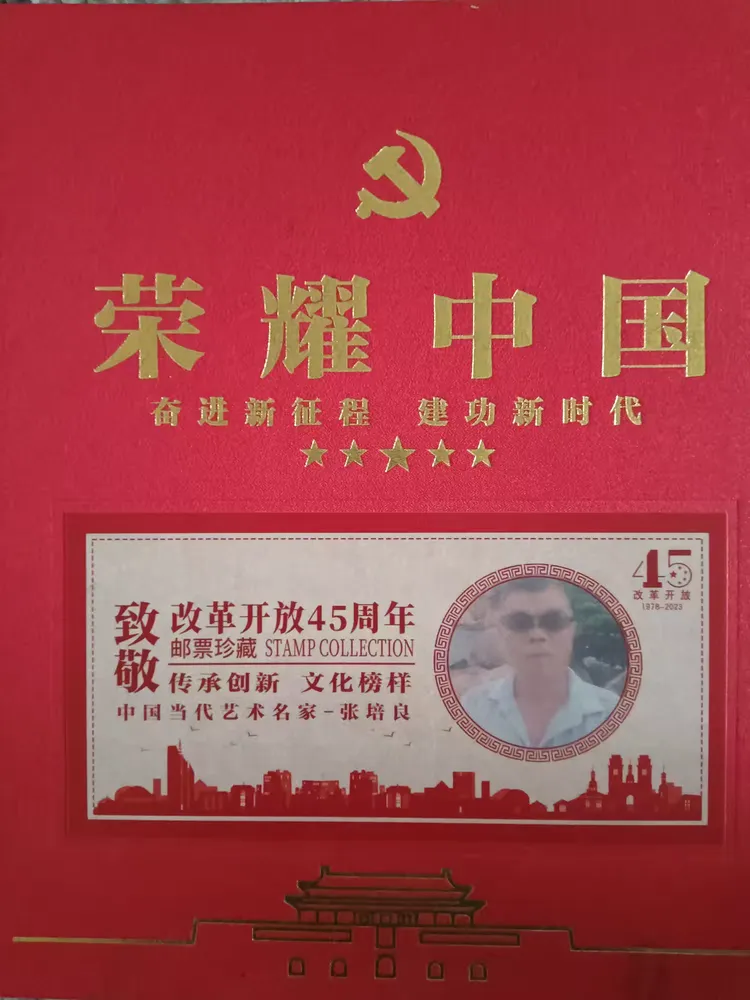 荣耀中国
奋进新征程 建功新时代
45
改革开放
1978-2023
致敬
改革开放45周年
邮票珍藏 STAMP COLLECTION
传承创新 文化榜样
中国当代艺术名家-张培良